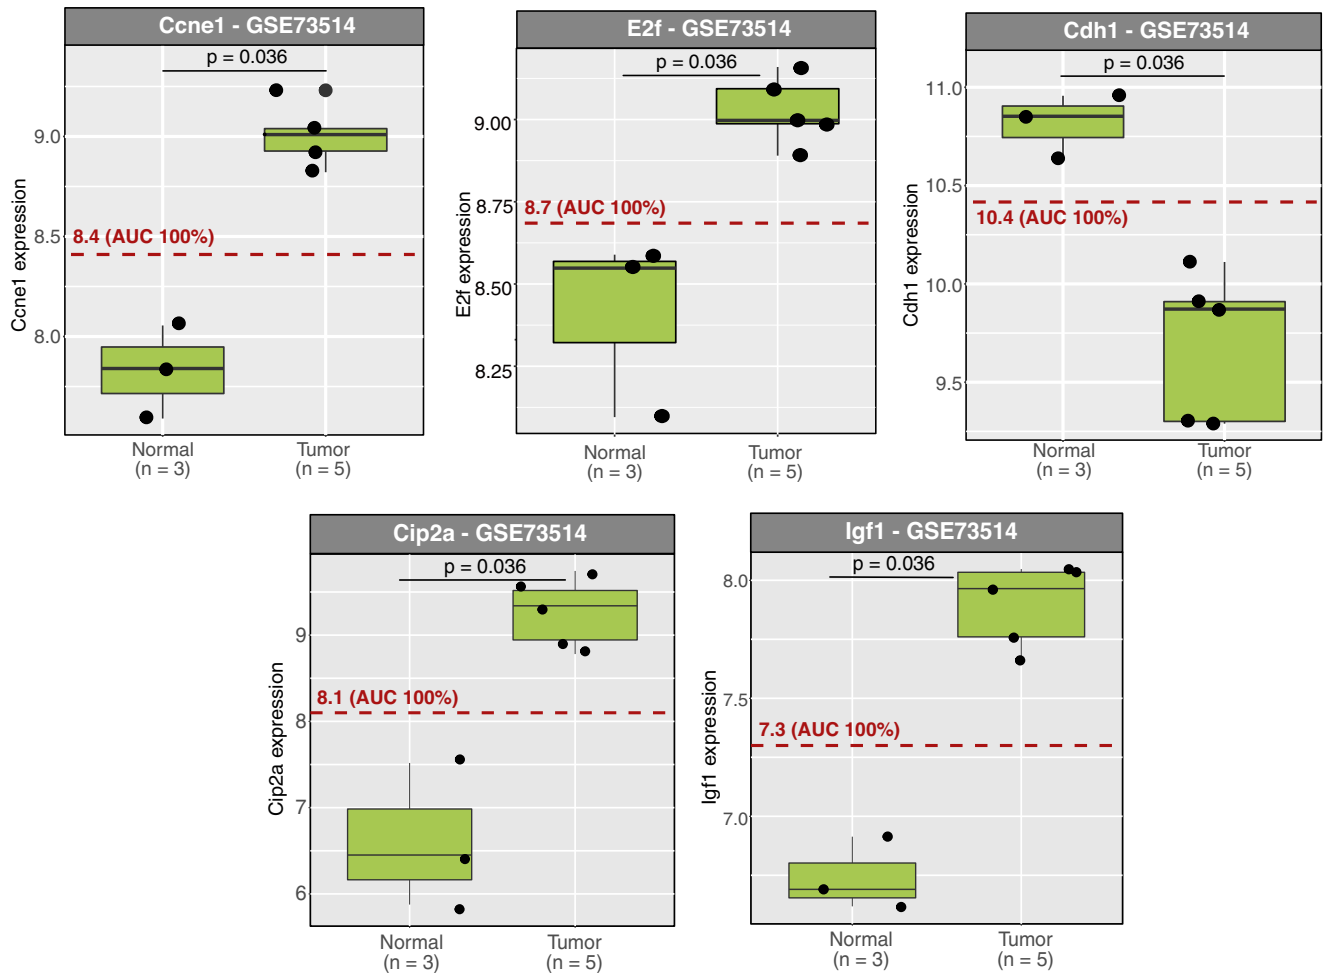 Ccne1 - GSE73514
p = 0.036
Ccne1 expression
9.0
8.5
8.0
8.4 (AUC 100%)
Normal
(n = 3)
Tumor
(n = 5)
E2f - GSE73514
p = 0.036
E2f expression
9.00
8.75
8.50
8.25
8.7 (AUC 100%)
Normal
(n = 3)
Tumor
(n = 5)
Cdh1 - GSE73514
p = 0.036
Cdh1 expression
11.0
10.5
10.0
9.5
10.4 (AUC 100%)
Normal
(n = 3)
Tumor
(n = 5)
Cip2a - GSE73514
p = 0.036
Cip2a expression
9
8
7
6
8.1 (AUC 100%)
Normal
(n = 3)
Tumor
(n = 5)
Igf1 - GSE73514
p = 0.036
Igf1 expression
8.0
7.5
7.0
7.3 (AUC 100%)
Normal
(n = 3)
Tumor
(n = 5)